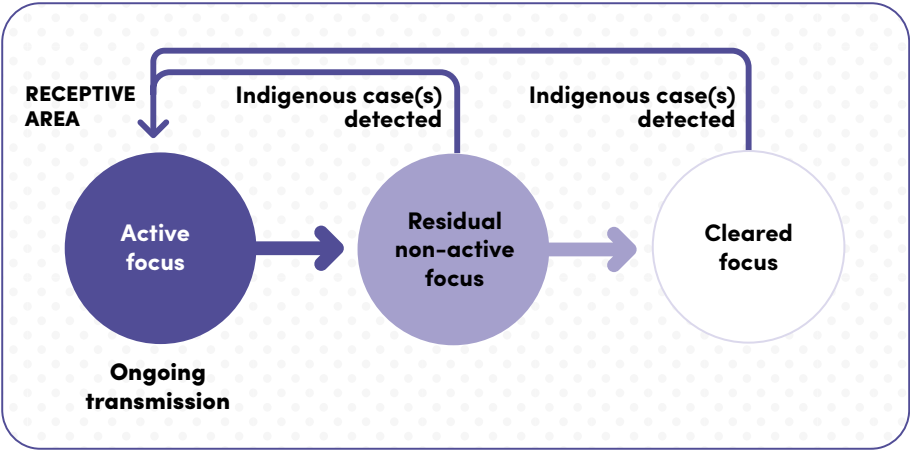 RECEPTIVE
AREA
Indigenous case(s)
detected
Indigenous case(s)
detected
Active
focus
Residual
non-active
focus
Cleared
focus
Ongoing
transmission